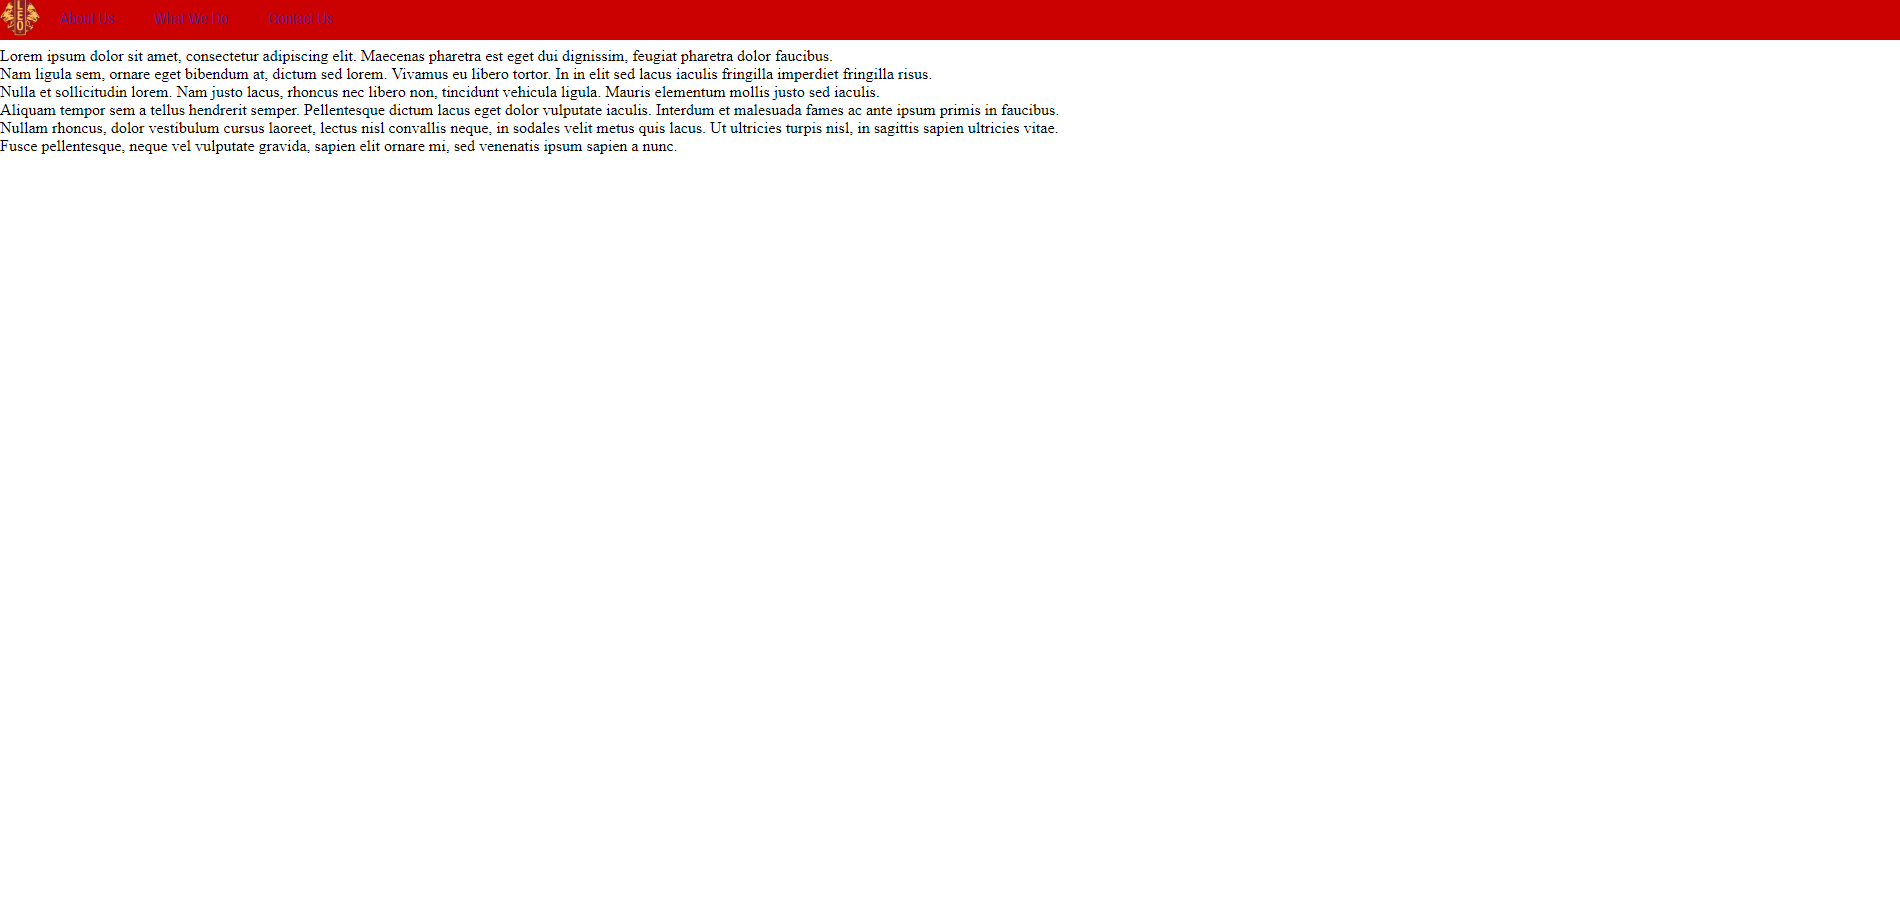 LEO
About Us What We Do Contact Us
Lorem ipsum dolor sit amet, consectetur adipiscing elit. Maecenas pharetra est eget dui dignissim, feugiat pharetra dolor faucibus.
Nam ligula sem, ornare eget bibendum at, dictum sed lorem. Vivamus eu libero tortor. In in elit sed lacus iaculis fringilla imperdiet fringilla risus.
Nulla et sollicitudin lorem. Nam justo lacus, rhoncus nec libero non, tincidunt vehicula ligula. Mauris elementum mollis justo sed iaculis.
Aliquam tempor sem a tellus hendrerit semper. Pellentesque dictum lacus eget dolor vulputate iaculis. Interdum et malesuada fames ac ante ipsum primis in faucibus.
Nullam rhoncus, dolor vestibulum cursus laoreet, lectus nisl convallis neque, in sodales velit metus quis lacus. Ut ultricies turpis nisl, in sagittis sapien ultricies vitae.
Fusce pellentesque, neque vel vulputate gravida, sapien elit ornare mi, sed venenatis ipsum sapien a nunc.